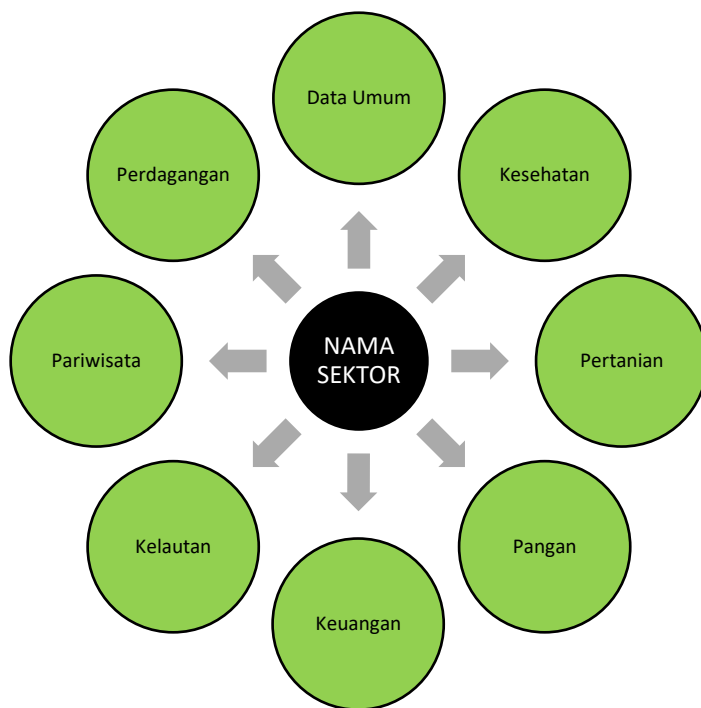 Data Umum
Perdagangan
Kesehatan
NAMA
SEKTOR
Pariwisata
Pertanian
Kelautan
Pangan
Keuangan